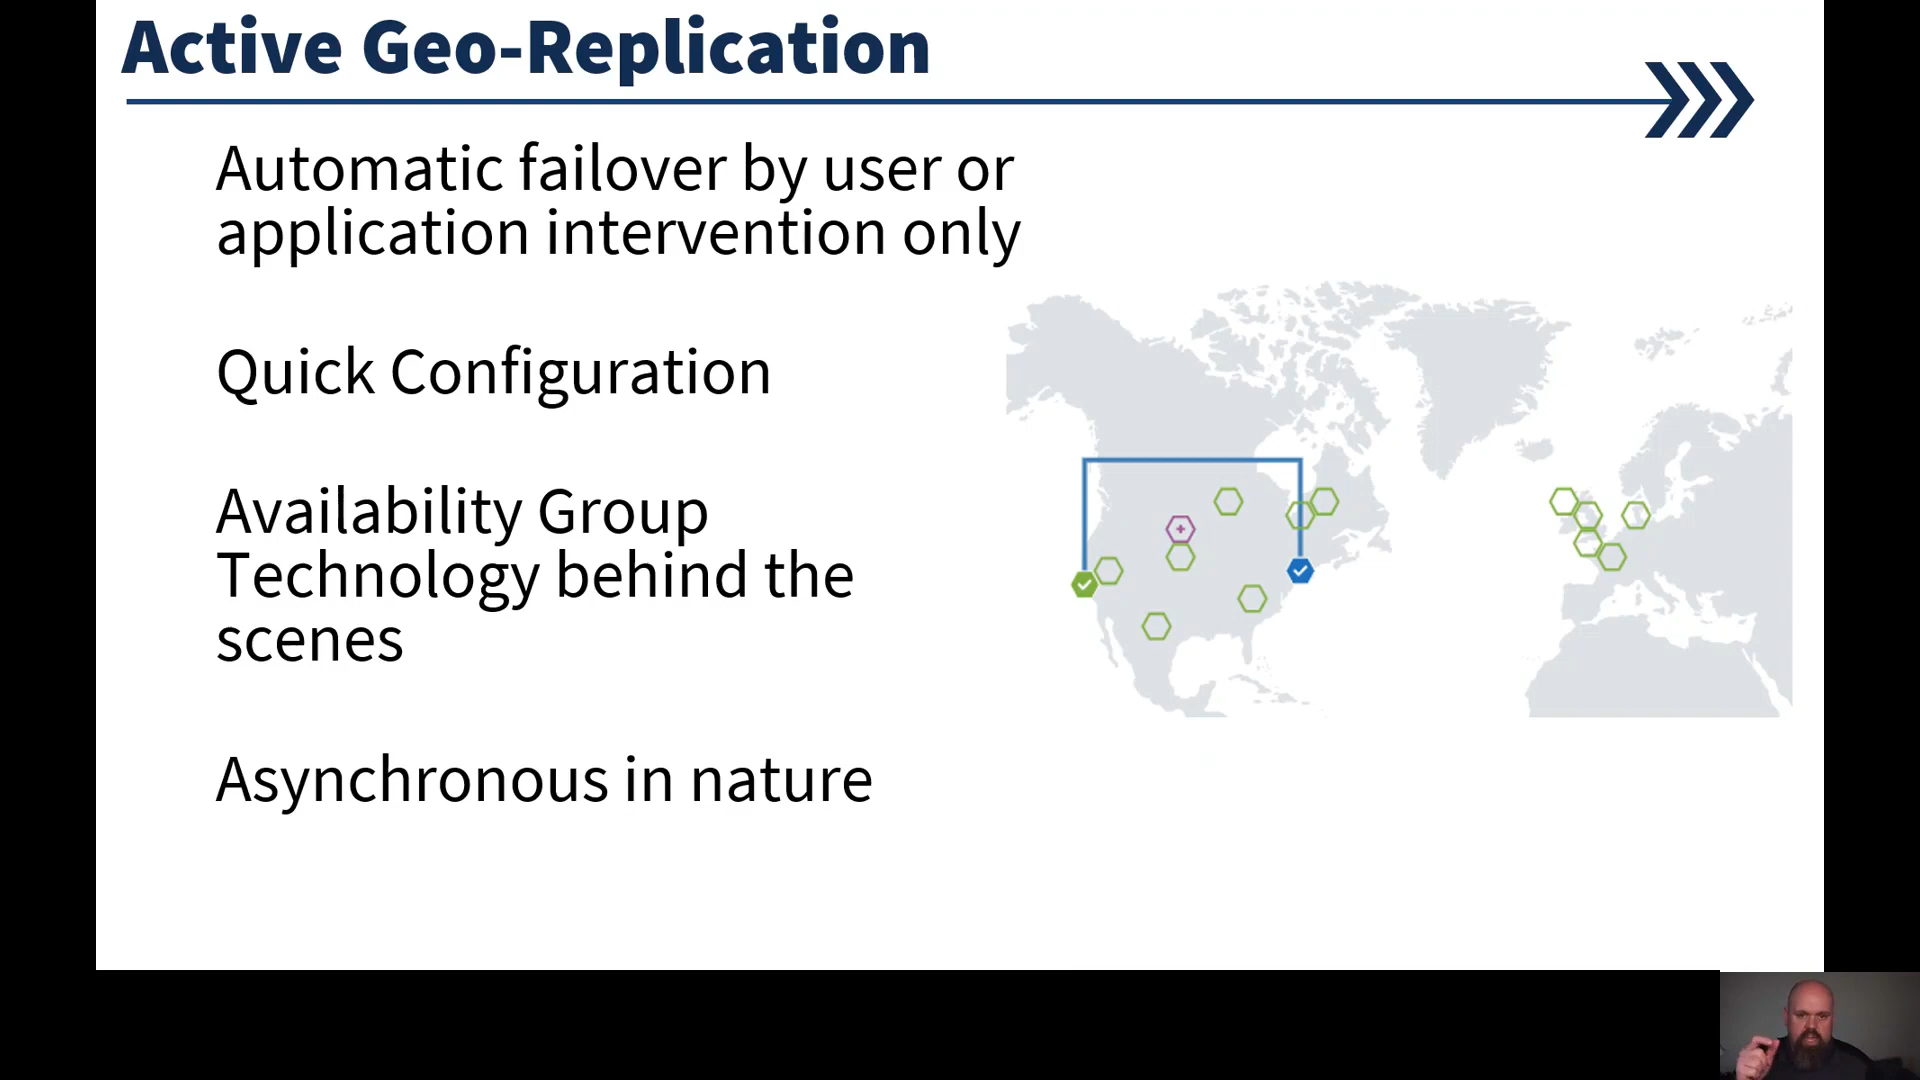 Active Geo-Replication
Automatic failover by user or
application intervention only
Quick Configuration
Availability Group
Technology behind the
scenes
Asynchronous in nature